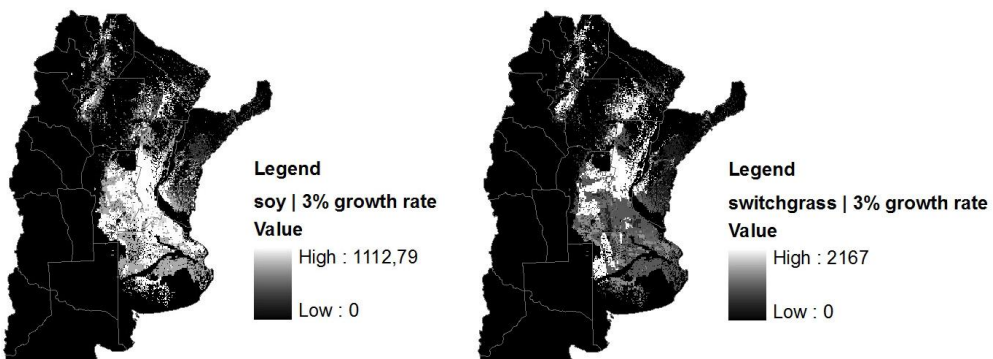 Legend
soy | 3% growth rate
Value
High : 1112,79
Low : 0
Legend
switchgrass | 3% growth rate
Value
High : 2167
Low : 0